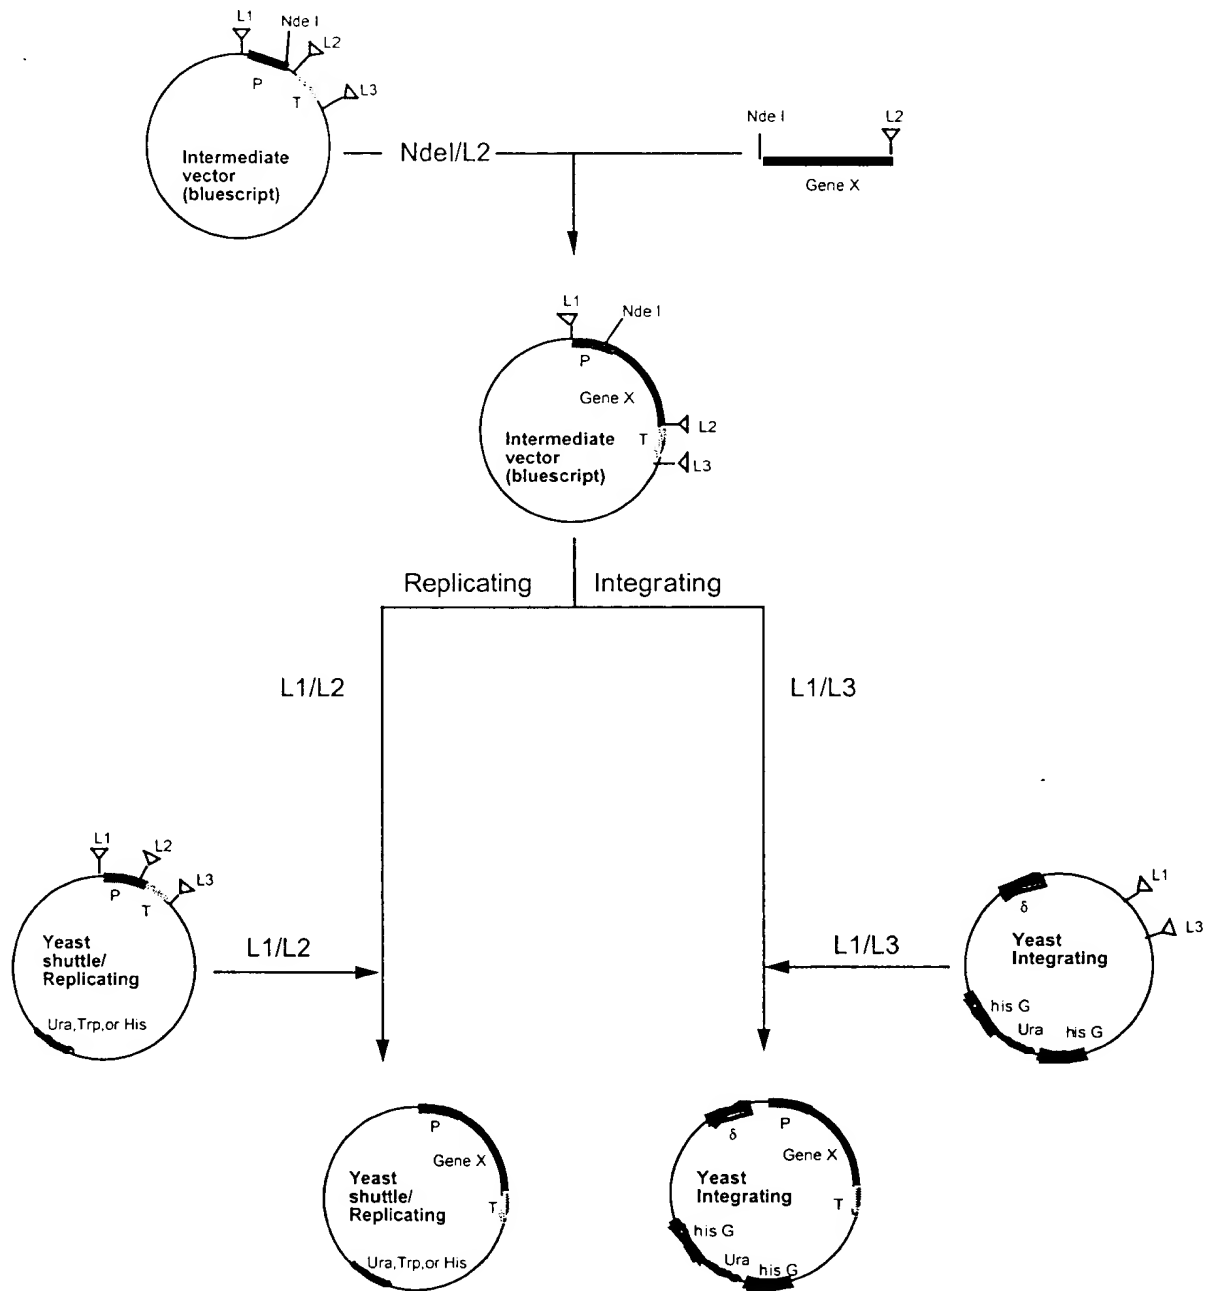 L1
Nde I
L2
P
T
L3
Intermediate
vector
(bluescript)
NdeI/L2
Nde I
L2
Gene X
L1
Nde I
P
Gene X
L2
T
L3
Intermediate
vector
(bluescript)
Replicating
Integrating
L1/L2
L1/L3
L1
L2
L3
P
T
Yeast
shuttle/
Replicating
Ura,Trp,or His
L1/L2
L1/L3
L1
L3
δ
Yeast
Integrating
his G
Ura
his G
P
Gene X
Yeast
shuttle/
Replicating
T
Ura,Trp,or His
δ
P
Gene X
Yeast
Integrating
T
his G
Ura
his G